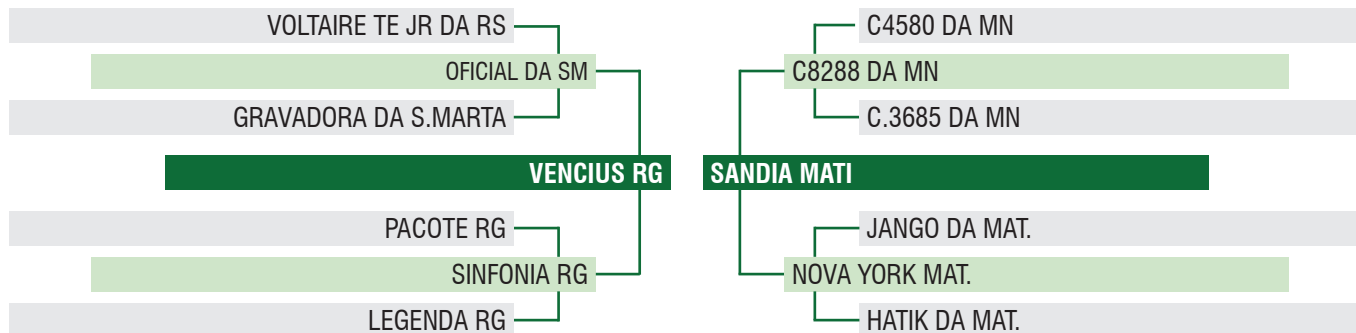 VOLTAIRE TE JR DA RS
OFICIAL DA SM
GRAVADORA DA S.MARTA
VENCIUS RG
PACOTE RG
SINFONIA RG
LEGENDA RG
C4580 DA MN
C8288 DA MN
C.3685 DA MN
SANDIA MATI
JANGO DA MAT.
NOVA YORK MAT.
HATIK DA MAT.